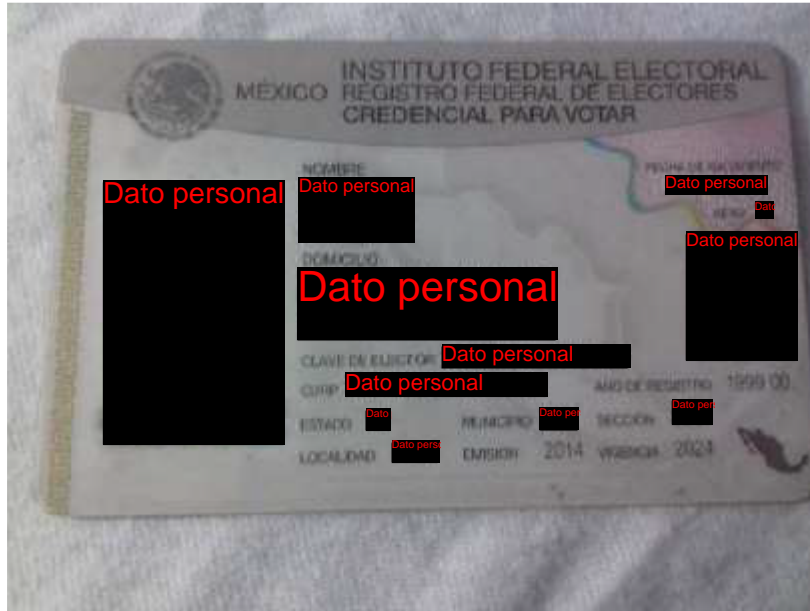 INSTITUTO FEDERAL ELECTORAL
MÉXICO REGISTRO FEDERAL DE ELECTORES
CREDENCIAL PARA VOTAR
NOMBRE
FECHA DE NACIMIENTO
Dato personal
Dato personal
Dato personal
SEXO Dato
Dato personal
DOMICILIO
Dato personal
CLAVE DE ELECTOR Dato personal
CURP Dato personal AÑO DE REGISTRO 1999 00
ESTADO Dato MUNICIPIO Dato per SECCIÓN Dato per
LOCALIDAD Dato pers EMISIÓN 2014 VIGENCIA 2024